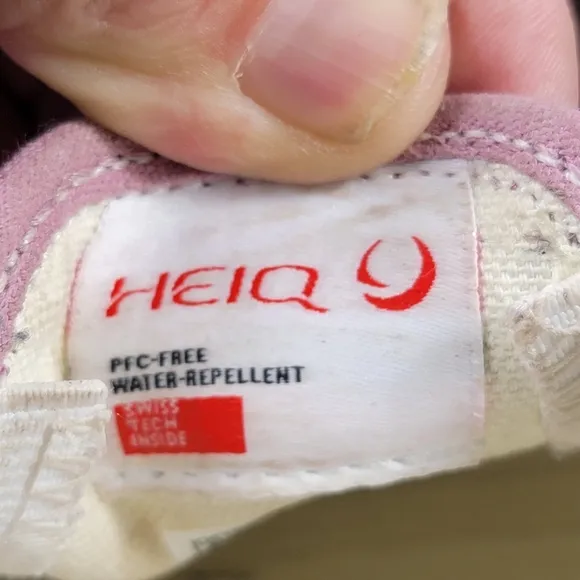 HEIQ
PFC-FREE
WATER-REPELLENT
SWISS
TECH
INSIDE